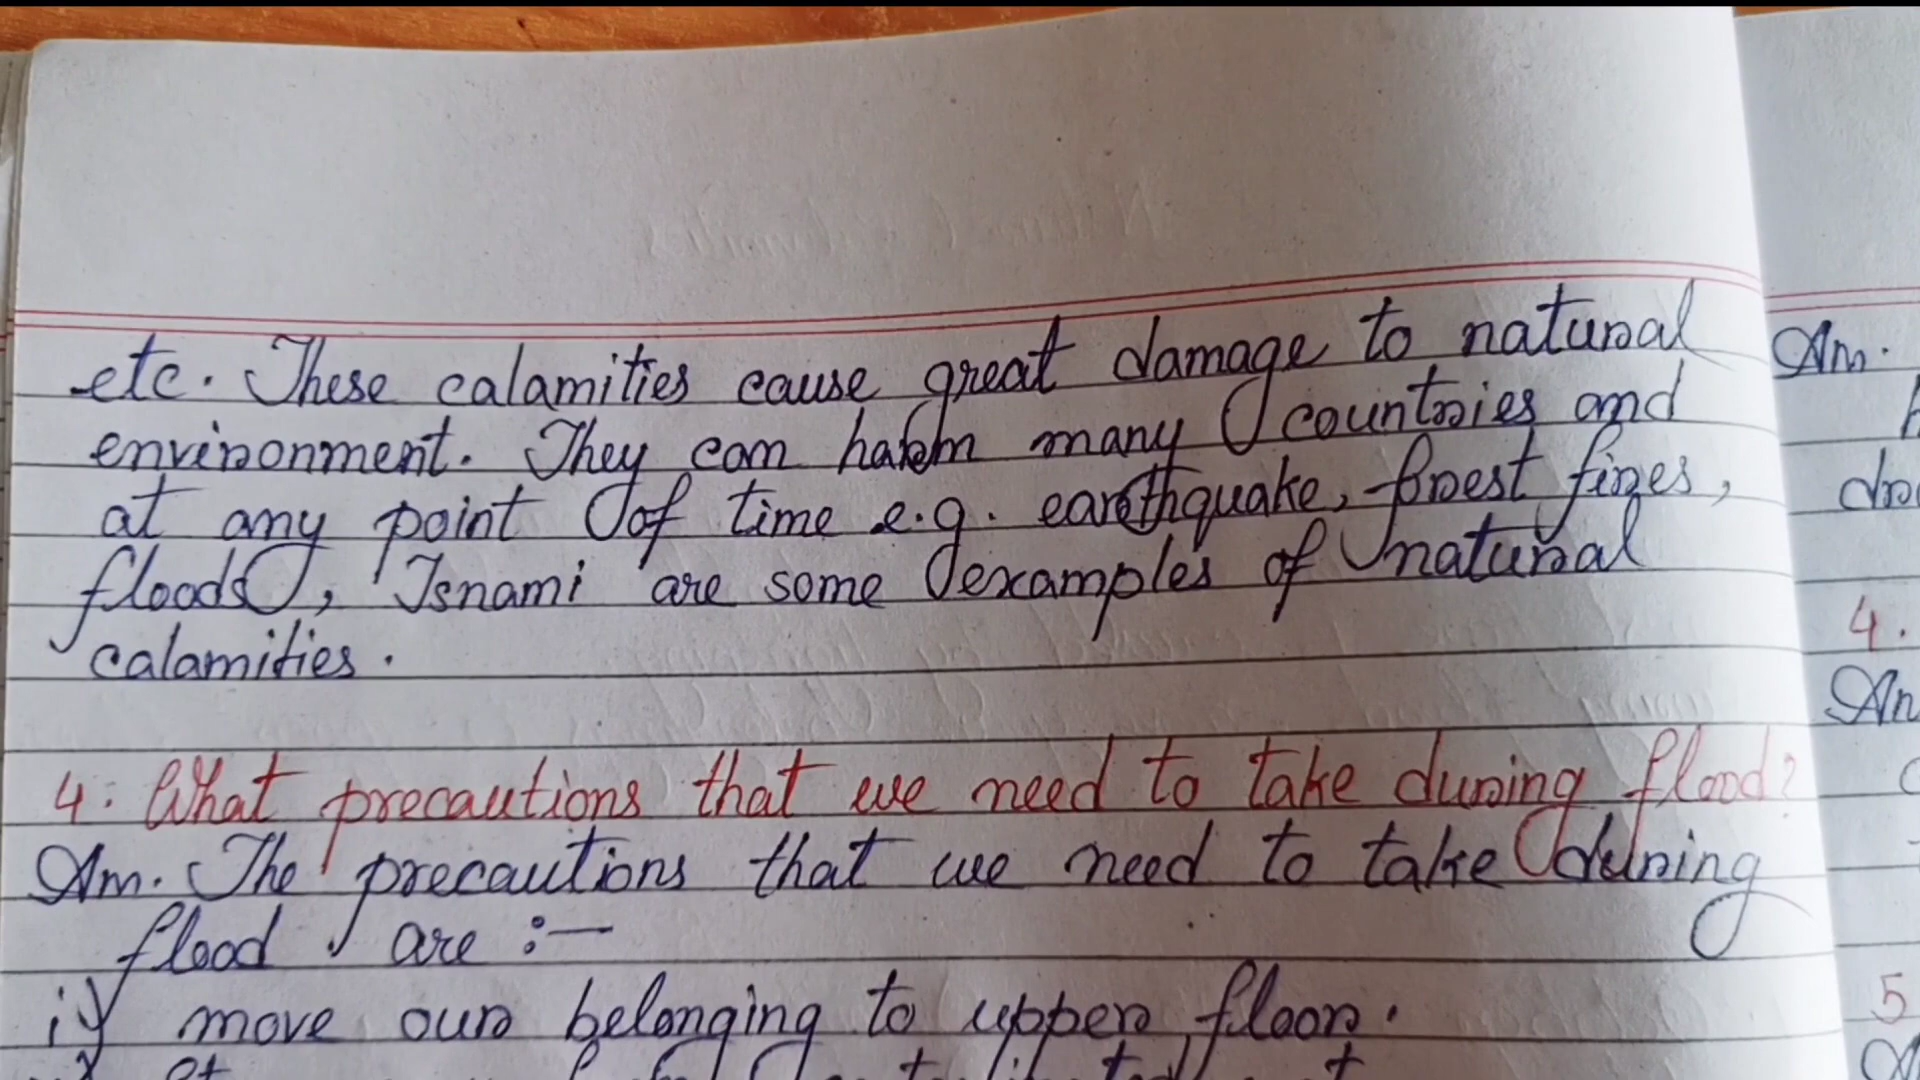 etc. These calamities cause great damage to natural
environment. They can harm many countries and
at any point of time e.g. earthquake, forest fires,
floods, Tsnami are some examples of natural
calamities.
4. What precautions that we need to take during flood?
Ans. The precautions that we need to take during
flood are :-
i) move our belonging to upper floor.
Ans.
4.
5